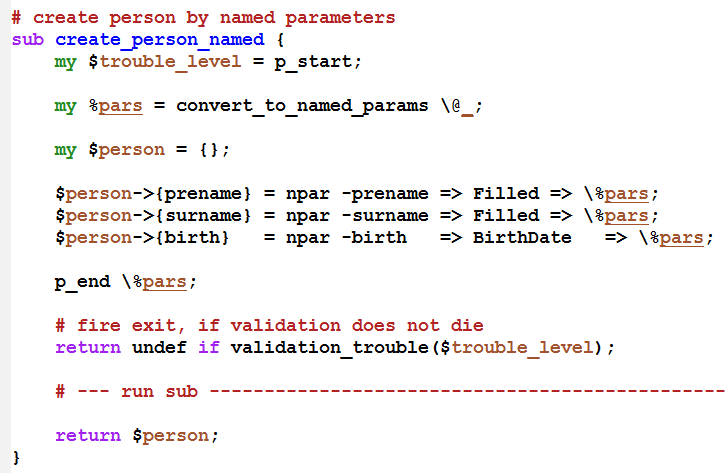 # create person by named parameters
sub create_person_named {
    my $trouble_level = p_start;

    my %pars = convert_to_named_params \@_;

    my $person = {};

    $person->{prename} = npar -prename => Filled => \%pars;
    $person->{surname} = npar -surname => Filled => \%pars;
    $person->{birth}   = npar -birth   => BirthDate   => \%pars;

    p_end \%pars;

    # fire exit, if validation does not die
    return undef if validation_trouble($trouble_level);

    # --- run sub -----------------------------------------------

    return $person;
}